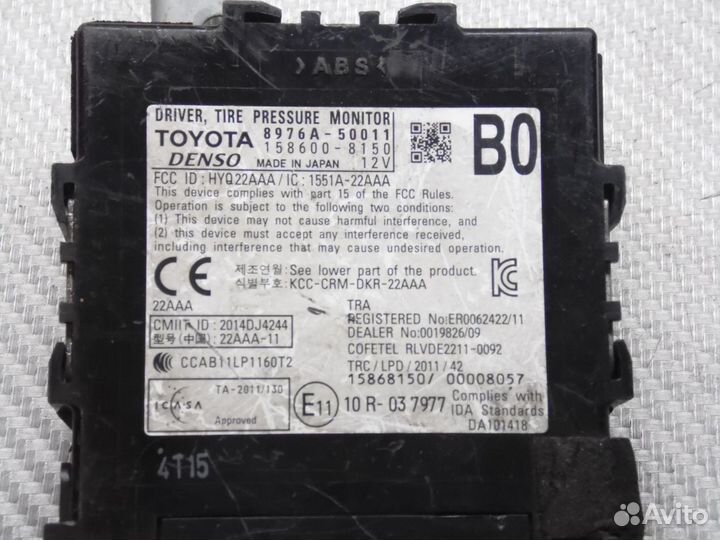 >ABS<
DRIVER, TIRE PRESSURE MONITOR
TOYOTA 8976A-50011
158600-8150
DENSO MADE IN JAPAN 12V
B0
FCC ID : HYQ22AAA / IC : 1551A-22AAA
This device complies with part 15 of the FCC Rules.
Operation is subject to the following two conditions:
(1) This device may not cause harmful interference, and
(2) this device must accept any interference received,
including interference that may cause undesired operation.
CE
제조연월: See lower part of the product.
식별부호: KCC-CRM-DKR-22AAA
22AAA
CMIIT ID : 2014DJ4244
型号 (中国) : 22AAA-11
CCAB11LP1160T2
TRA
REGISTERED No:ER0062422/11
DEALER No:0019826/09
COFETEL RLVDE2211-0092
TRC / LPD / 2011 / 42
15868150/ 00008057
ICASA
TA-2011/130
Approved
E11 10 R- 03 7977
Complies with
IDA Standards
DA101418
4T15
Avito